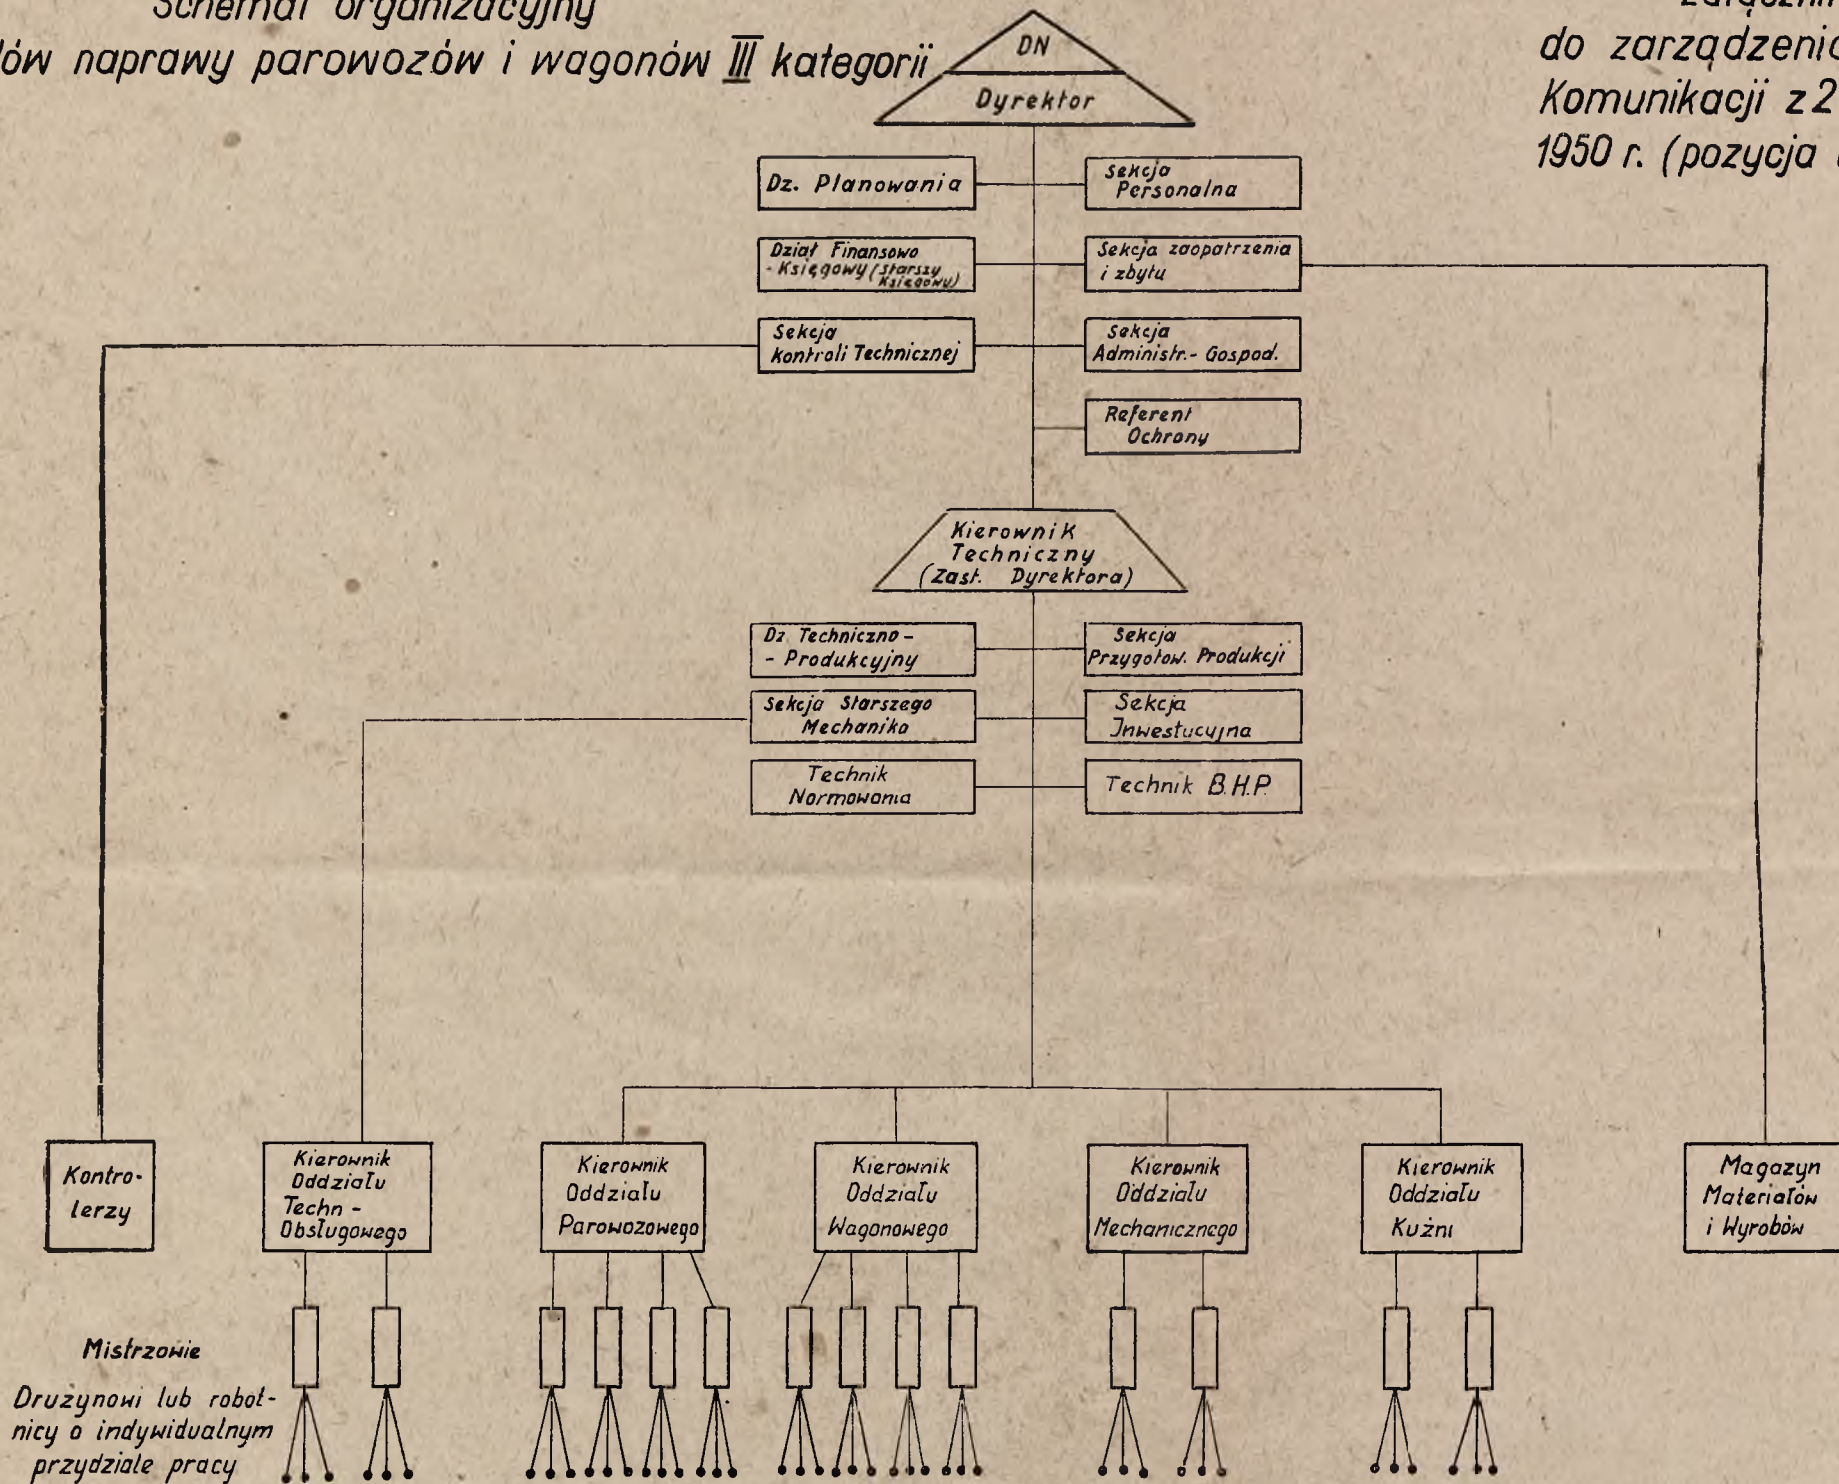 Schemat organizacyjny
naprawy parowozów i wagonów III kategorii
do
Komunikacji z 2
1950 r. (pozycja
DN
Dyrektor
Dz. Planowania
Sekcja
Personalna
Dział Finansowo
- Księgowy (starszy
Księgowy)
Sekcja zaopatrzenia
i zbytu
Sekcja
Kontroli Technicznej
Sekcja
Administr.- Gospod.
Referent
Ochrony
Kierownik
Techniczny
(Zast. Dyrektora)
Dz Techniczno -
- Produkcyjny
Sekcja
Przygotow. Produkcji
Sekcja Starszego
Mechanika
Sekcja
Inwestucyjna
Technik
Normowania
Technik B.H.P.
Kontro-
lerzy
Kierownik
Oddziału
Techn -
Obsługowego
Kierownik
Oddziału
Parowozowego
Kierownik
Oddziału
Wagonowego
Kierownik
Oddziału
Mechanicznego
Kierownik
Oddziału
Kużni
Magazyn
Materiałów
i Wyrobów
Mistrzowie
Drużynowi lub robot-
nicy o indywidualnym
przydziale pracy